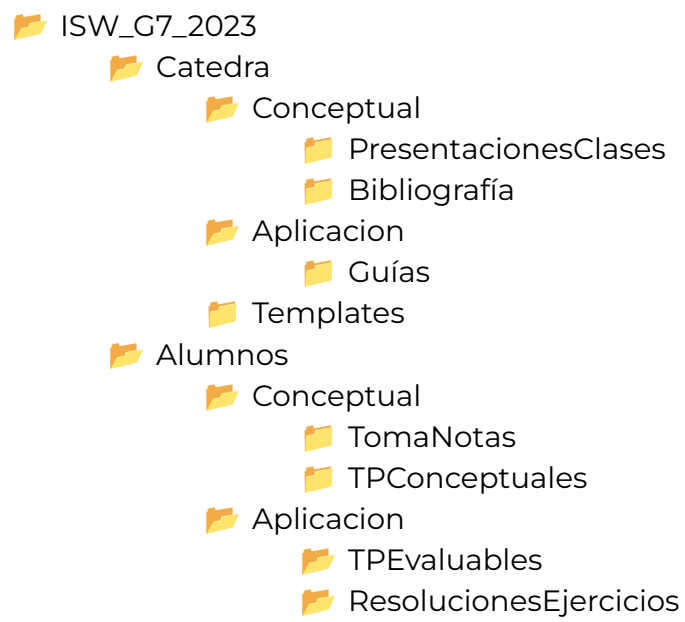 ISW_G7_2023
Catedra
Conceptual
PresentacionesClases
Bibliografía
Aplicacion
Guías
Templates
Alumnos
Conceptual
TomaNotas
TPConceptuales
Aplicacion
TPEvaluables
ResolucionesEjercicios